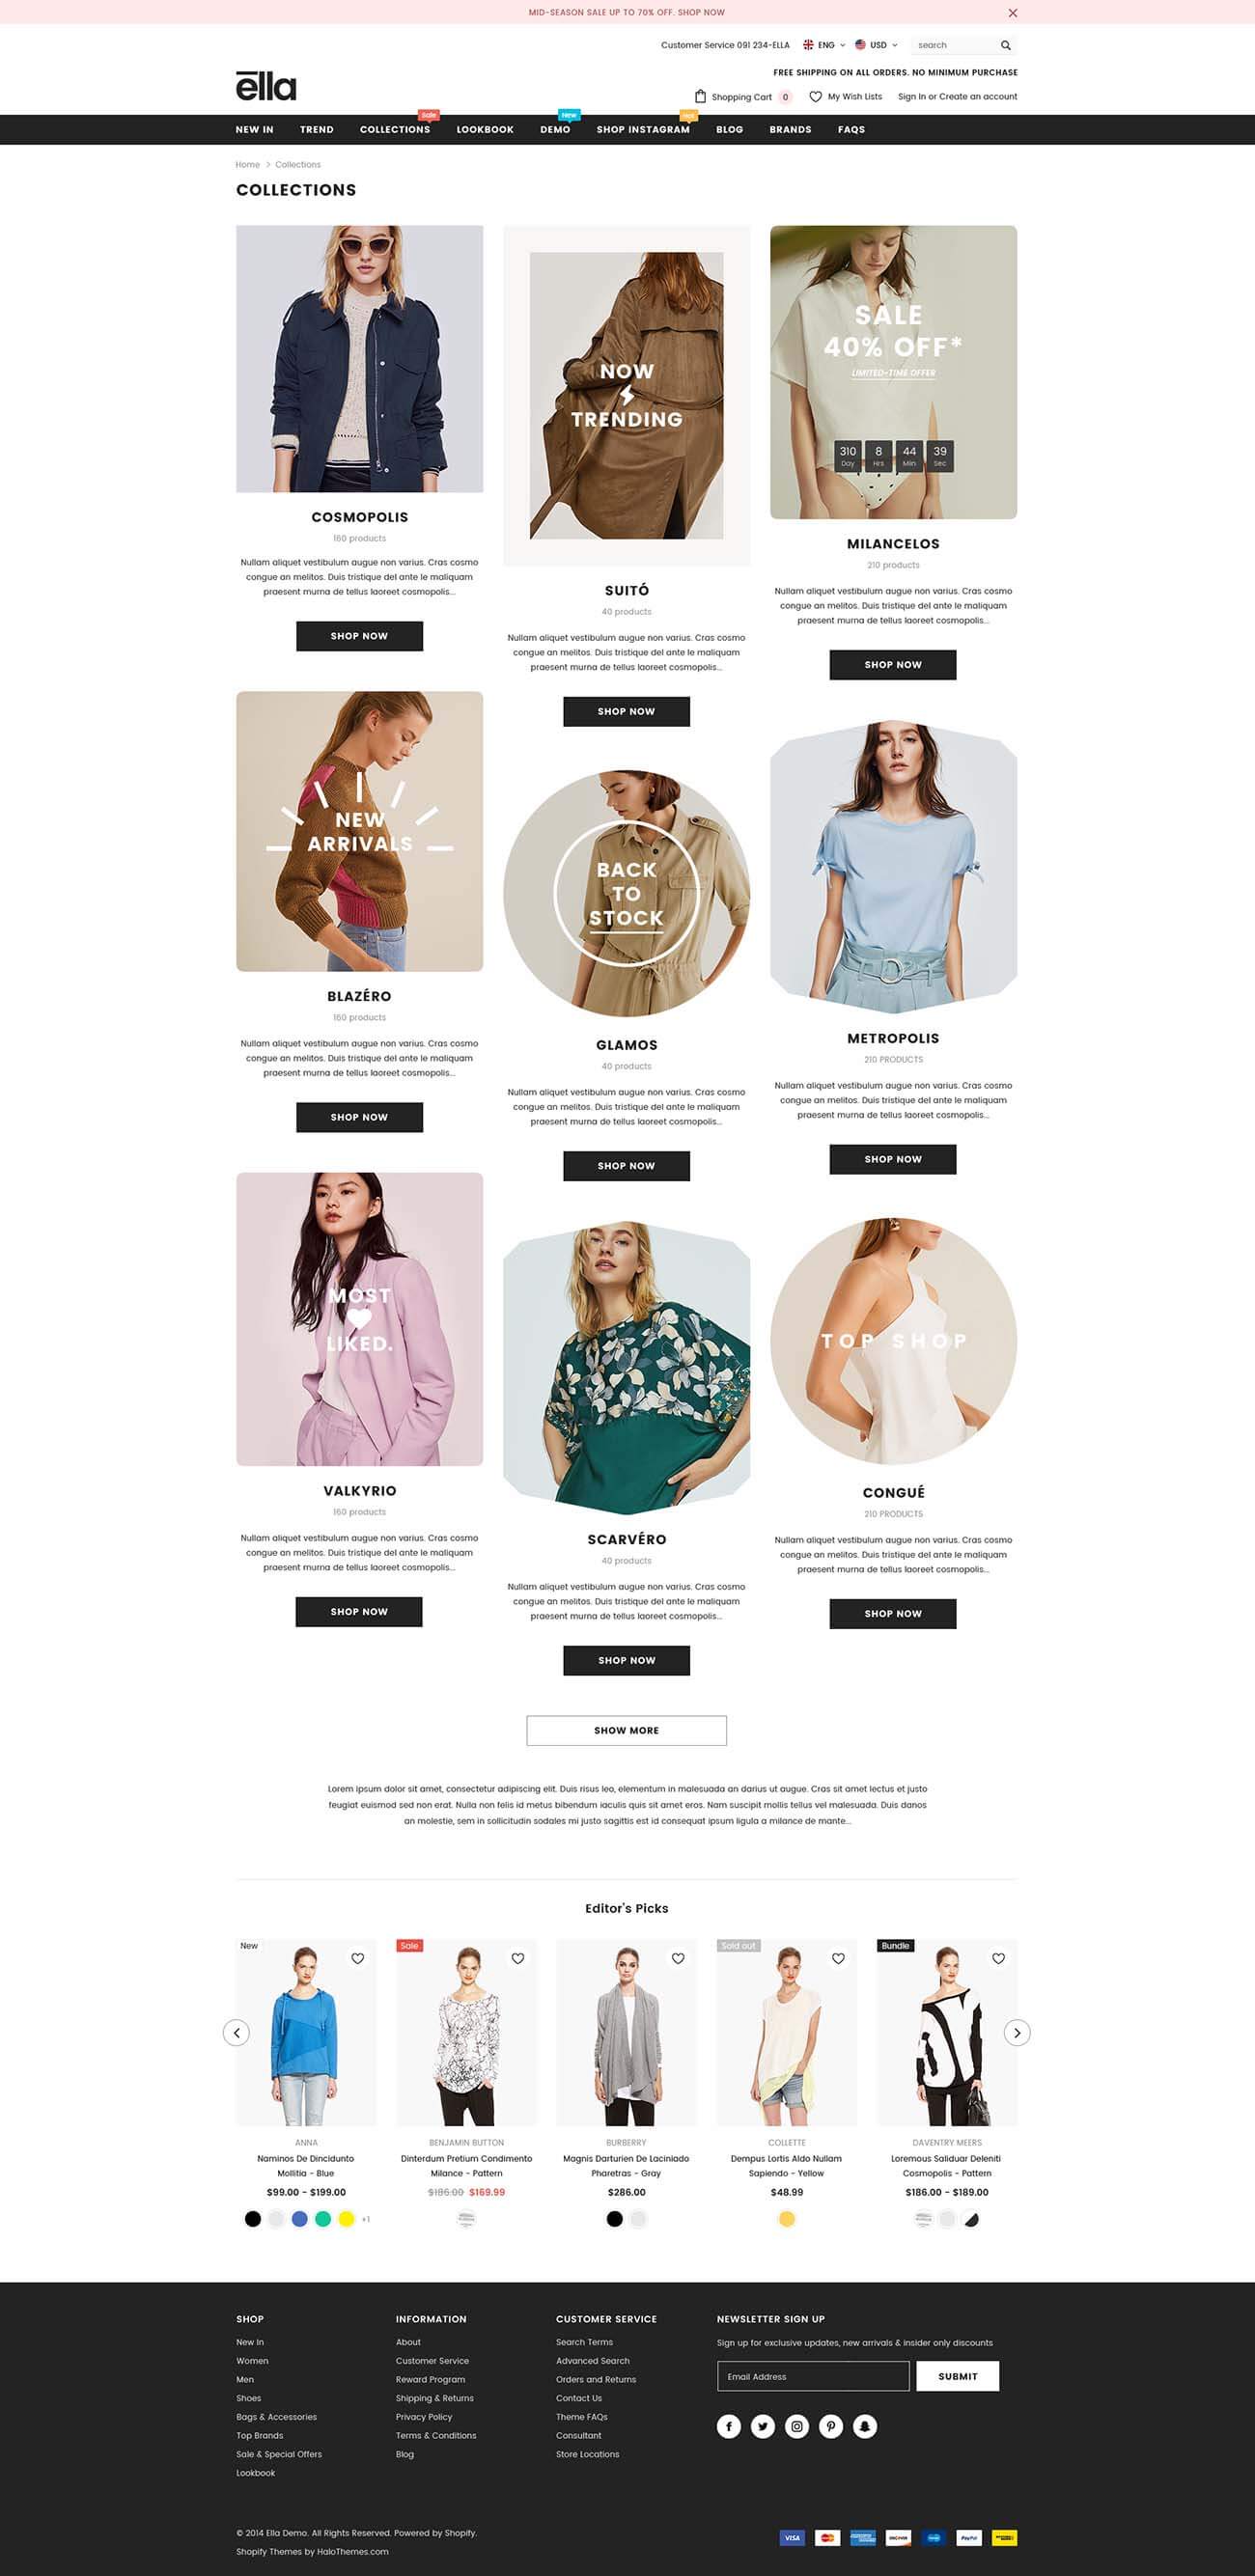 MID-SEASON SALE UP TO 70% OFF. SHOP NOW
Customer Service 091 234-ELLA
ENG
USD
search
FREE SHIPPING ON ALL ORDERS. NO MINIMUM PURCHASE
ella
Shopping Cart 0
My Wish Lists
Sign In or Create an account
Sale
New
NEW IN
TREND
COLLECTIONS
LOOKBOOK
DEMO
SHOP INSTAGRAM
BLOG
BRANDS
FAQS
Home > Collections
COLLECTIONS
COSMOPOLIS
160 products
Nullam aliquet vestibulum augue non varius. Cras cosmo
congue an melitos. Duis tristique del ante le maliquam
praesent murna de tellus laoreet cosmopolis...
SHOP NOW
NOW
TRENDING
SUITÓ
40 products
Nullam aliquet vestibulum augue non varius. Cras cosmo
congue an melitos. Duis tristique del ante le maliquam
praesent murna de tellus laoreet cosmopolis...
SHOP NOW
SALE
40% OFF*
LIMITED-TIME OFFER
310 8 44 39
Day Hrs Min Sec
MILANCELOS
210 products
Nullam aliquet vestibulum augue non varius. Cras cosmo
congue an melitos. Duis tristique del ante le maliquam
praesent murna de tellus laoreet cosmopolis...
SHOP NOW
NEW
ARRIVALS
BLAZÉRO
160 products
Nullam aliquet vestibulum augue non varius. Cras cosmo
congue an melitos. Duis tristique del ante le maliquam
praesent murna de tellus laoreet cosmopolis...
SHOP NOW
BACK
TO
STOCK
GLAMOS
40 products
Nullam aliquet vestibulum augue non varius. Cras cosmo
congue an melitos. Duis tristique del ante le maliquam
praesent murna de tellus laoreet cosmopolis...
SHOP NOW
METROPOLIS
210 PRODUCTS
Nullam aliquet vestibulum augue non varius. Cras cosmo
congue an melitos. Duis tristique del ante le maliquam
praesent murna de tellus laoreet cosmopolis...
SHOP NOW
MOST
LIKED.
VALKYRIO
160 products
Nullam aliquet vestibulum augue non varius. Cras cosmo
congue an melitos. Duis tristique del ante le maliquam
praesent murna de tellus laoreet cosmopolis...
SHOP NOW
SCARVÉRO
40 products
Nullam aliquet vestibulum augue non varius. Cras cosmo
congue an melitos. Duis tristique del ante le maliquam
praesent murna de tellus laoreet cosmopolis...
SHOP NOW
TOP SHOP
CONGUÉ
210 PRODUCTS
Nullam aliquet vestibulum augue non varius. Cras cosmo
congue an melitos. Duis tristique del ante le maliquam
praesent murna de tellus laoreet cosmopolis...
SHOP NOW
SHOW MORE
Lorem ipsum dolor sit amet, consectetur adipiscing elit. Duis risus leo, elementum in malesuada an darius ut augue. Cras sit amet lectus et justo
feugiat euismod sed non erat. Nulla non felis id metus bibendum iaculis quis sit amet eros. Nam suscipit mollis tellus vel malesuada. Duis danos
an molestie, sem in sollicitudin sodales mi justo sagittis est id consequat ipsum ligula a milance de mante...
Editor's Picks
New
ANNA
Naminos De Dincidunto
Mollitia - Blue
$99.00 - $199.00
+1
Sale
BENJAMIN BUTTON
Dinterdum Pretium Condimento
Milance - Pattern
$186.00 $169.99
BURBERRY
Magnis Darturien De Laciniado
Pharetras - Gray
$286.00
Sold out
COLLETTE
Dempus Lortis Aldo Nullam
Sapiendo - Yellow
$48.99
Bundle
DAVENTRY MEERS
Loremous Saliduar Deleniti
Cosmopolis - Pattern
$186.00 - $189.00
SHOP
New In
Women
Men
Shoes
Bags & Accessories
Top Brands
Sale & Special Offers
Lookbook
INFORMATION
About
Customer Service
Reward Program
Shipping & Returns
Privacy Policy
Terms & Conditions
Blog
CUSTOMER SERVICE
Search Terms
Advanced Search
Orders and Returns
Contact Us
Theme FAQs
Consultant
Store Locations
NEWSLETTER SIGN UP
Sign up for exclusive updates, new arrivals & insider only discounts
Email Address
SUBMIT
© 2014 Ella Demo. All Rights Reserved. Powered by Shopify.
Shopify Themes by HaloThemes.com
VISA
DISCOVER
PayPal